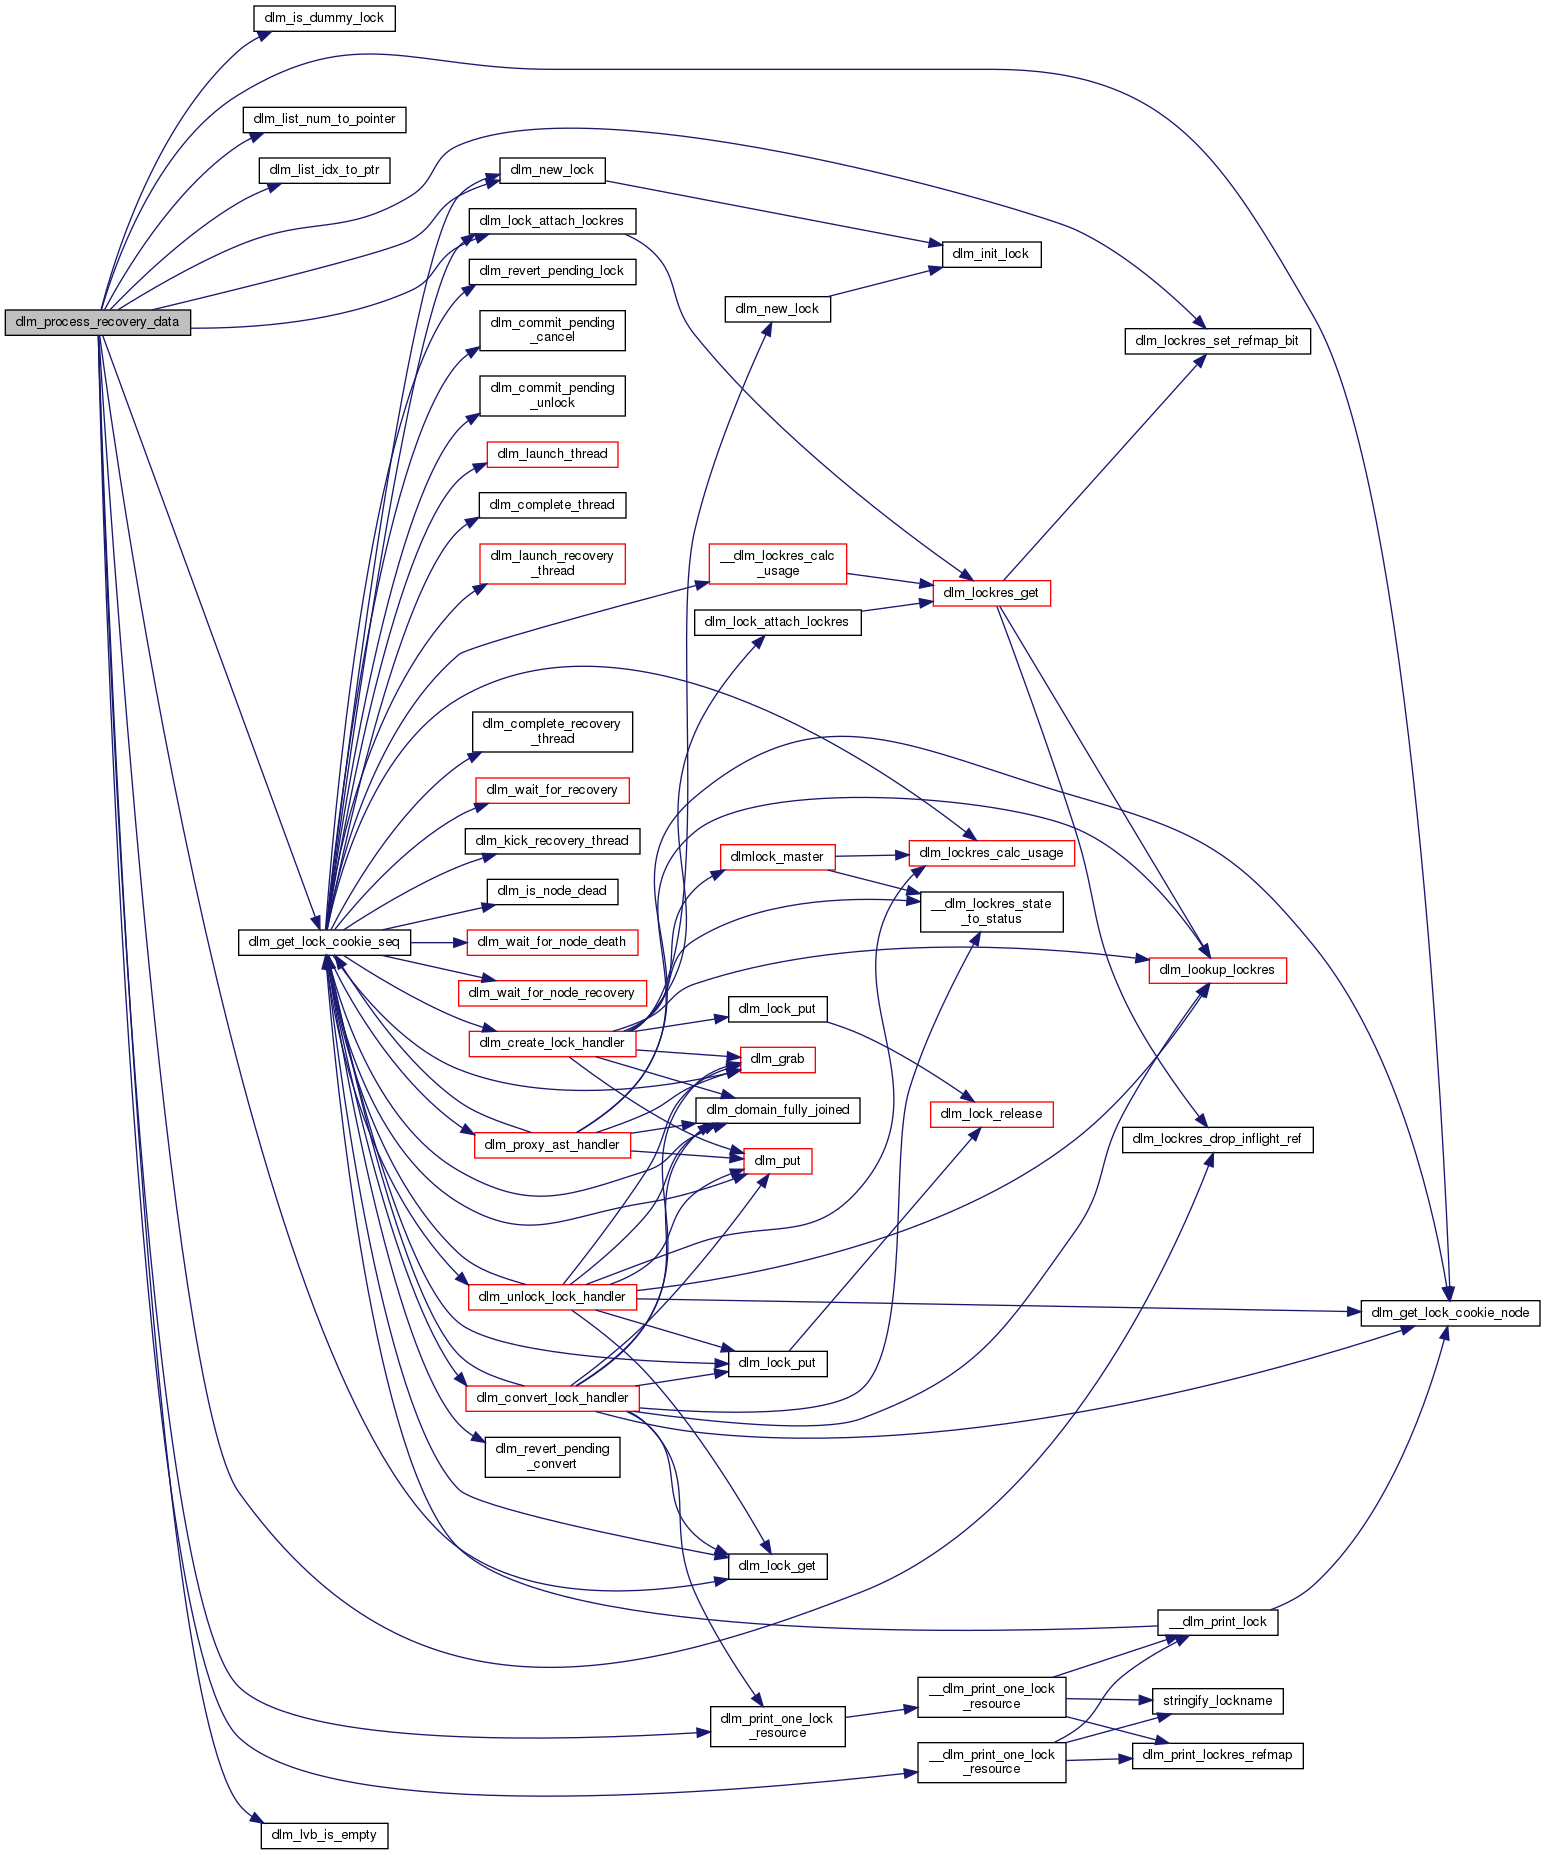 dlm_is_dummy_lock
dlm_list_num_to_pointer
dlm_list_idx_to_ptr
dlm_new_lock
dlm_lock_attach_lockres
dlm_init_lock
dlm_revert_pending_lock
dlm_new_lock
dlm_process_recovery_data
dlm_commit_pending
_cancel
dlm_lockres_set_refmap_bit
dlm_commit_pending
_unlock
dlm_launch_thread
dlm_complete_thread
dlm_launch_recovery
_thread
__dlm_lockres_calc
_usage
dlm_lockres_get
dlm_lock_attach_lockres
dlm_complete_recovery
_thread
dlm_wait_for_recovery
dlm_kick_recovery_thread
dlmlock_master
dlm_lockres_calc_usage
dlm_is_node_dead
__dlm_lockres_state
_to_status
dlm_get_lock_cookie_seq
dlm_wait_for_node_death
dlm_lookup_lockres
dlm_wait_for_node_recovery
dlm_lock_put
dlm_create_lock_handler
dlm_grab
dlm_domain_fully_joined
dlm_lock_release
dlm_proxy_ast_handler
dlm_lockres_drop_inflight_ref
dlm_put
dlm_unlock_lock_handler
dlm_get_lock_cookie_node
dlm_lock_put
dlm_convert_lock_handler
dlm_revert_pending
_convert
dlm_lock_get
__dlm_print_lock
__dlm_print_one_lock
_resource
stringify_lockname
dlm_print_one_lock
_resource
__dlm_print_one_lock
_resource
dlm_print_lockres_refmap
dlm_lvb_is_empty